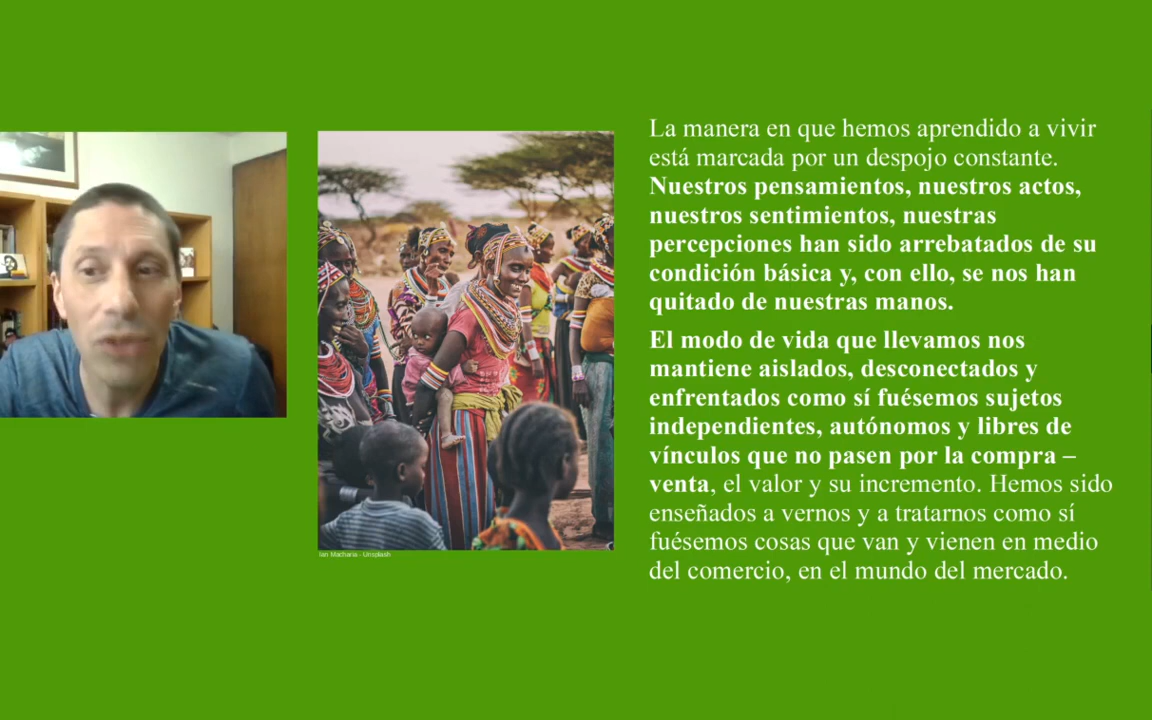 La manera en que hemos aprendido a vivir
está marcada por un despojo constante.
Nuestros pensamientos, nuestros actos,
nuestros sentimientos, nuestras
percepciones han sido arrebatados de su
condición básica y, con ello, se nos han
quitado de nuestras manos.
El modo de vida que llevamos nos
mantiene aislados, desconectados y
enfrentados como sí fuésemos sujetos
independientes, autónomos y libres de
vínculos que no pasen por la compra –
venta, el valor y su incremento. Hemos sido
enseñados a vernos y a tratarnos como sí
fuésemos cosas que van y vienen en medio
del comercio, en el mundo del mercado.
Ian Macharia - Unsplash